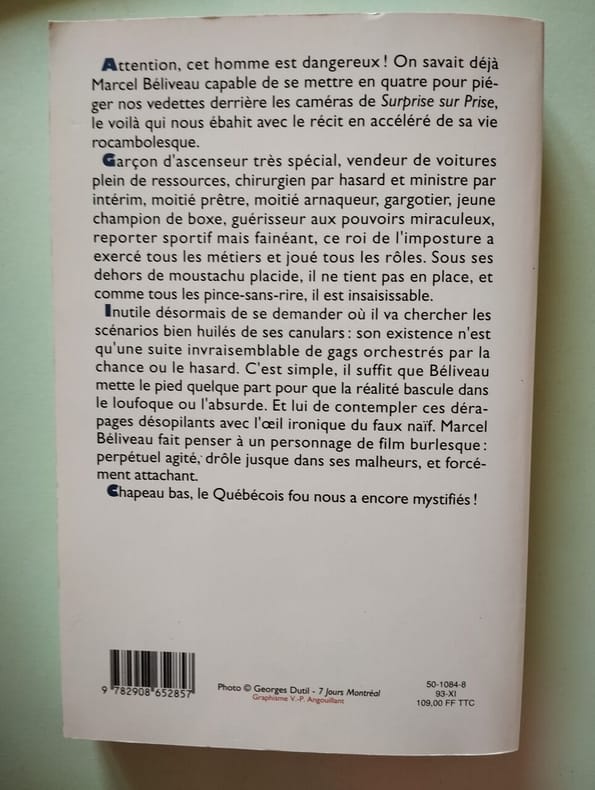 Attention, cet homme est dangereux ! On savait déjà
Marcel Béliveau capable de se mettre en quatre pour pié-
ger nos vedettes derrière les caméras de Surprise sur Prise,
le voilà qui nous ébahit avec le récit en accéléré de sa vie
rocambolesque.
Garçon d'ascenseur très spécial, vendeur de voitures
plein de ressources, chirurgien par hasard et ministre par
intérim, moitié prêtre, moitié arnaqueur, gargotier, jeune
champion de boxe, guérisseur aux pouvoirs miraculeux,
reporter sportif mais fainéant, ce roi de l'imposture a
exercé tous les métiers et joué tous les rôles. Sous ses
dehors de moustachu placide, il ne tient pas en place, et
comme tous les pince-sans-rire, il est insaisissable.
Inutile désormais de se demander où il va chercher les
scénarios bien huilés de ses canulars : son existence n'est
qu'une suite invraisemblable de gags orchestrés par la
chance ou le hasard. C'est simple, il suffit que Béliveau
mette le pied quelque part pour que la réalité bascule dans
le loufoque ou l'absurde. Et lui de contempler ces déra-
pages désopilants avec l'œil ironique du faux naïf. Marcel
Béliveau fait penser à un personnage de film burlesque :
perpétuel agité, drôle jusque dans ses malheurs, et forcé-
ment attachant.
Chapeau bas, le Québécois fou nous a encore mystifiés !
9 782908 652857
Photo © Georges Dutil - 7 Jours Montréal
Graphisme V.-P. Angouillant
50-1084-8
93-XI
109,00 FF TTC